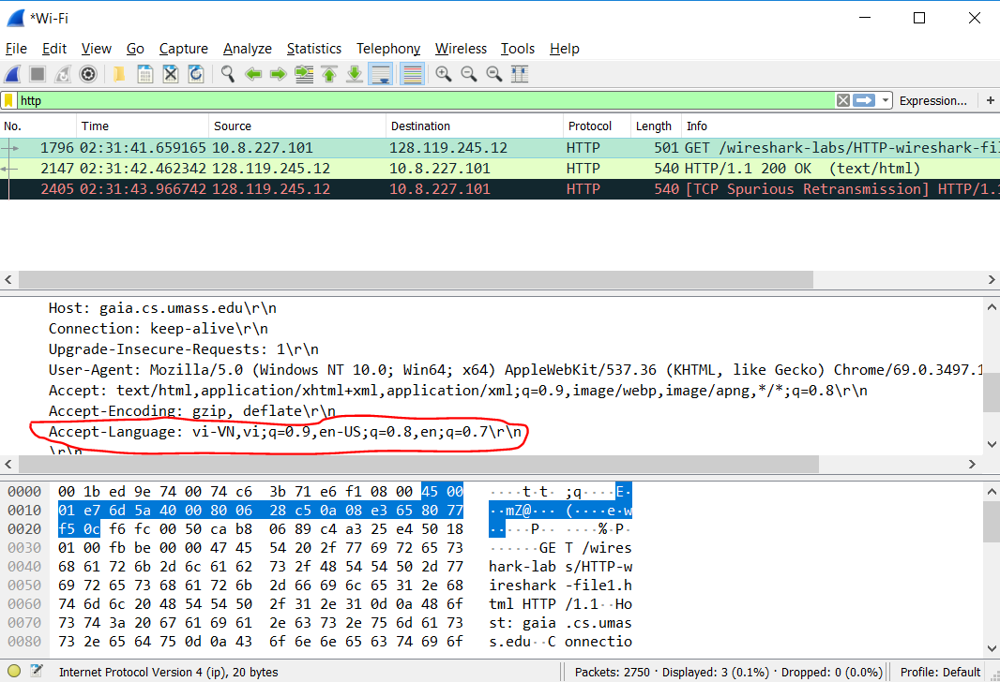 *Wi-Fi
File Edit View Go Capture Analyze Statistics Telephony Wireless Tools Help
http Expression... +
No. Time Source Destination Protocol Length Info
1796 02:31:41.659165 10.8.227.101 128.119.245.12 HTTP 501 GET /wireshark-labs/HTTP-wireshark-fil
2147 02:31:42.462342 128.119.245.12 10.8.227.101 HTTP 540 HTTP/1.1 200 OK (text/html)
2405 02:31:43.966742 128.119.245.12 10.8.227.101 HTTP 540 [TCP Spurious Retransmission] HTTP/1.1
Host: gaia.cs.umass.edu\r\n
Connection: keep-alive\r\n
Upgrade-Insecure-Requests: 1\r\n
User-Agent: Mozilla/5.0 (Windows NT 10.0; Win64; x64) AppleWebKit/537.36 (KHTML, like Gecko) Chrome/69.0.3497.1
Accept: text/html,application/xhtml+xml,application/xml;q=0.9,image/webp,image/apng,*/*;q=0.8\r\n
Accept-Encoding: gzip, deflate\r\n
Accept-Language: vi-VN,vi;q=0.9,en-US;q=0.8,en;q=0.7\r\n
\r\n
0000 00 1b ed 9e 74 00 74 c6 3b 71 e6 f1 08 00 45 00 ····t·t· ;q····E·
0010 01 e7 6d 5a 40 00 80 06 28 c5 0a 08 e3 65 80 77 ··mZ@··· (····e·w
0020 f5 0c f6 fc 00 50 ca b8 06 89 c4 a3 25 e4 50 18 ·····P·· ····%·P·
0030 01 00 fb be 00 00 47 45 54 20 2f 77 69 72 65 73 ······GE T /wires
0040 68 61 72 6b 2d 6c 61 62 73 2f 48 54 54 50 2d 77 hark-lab s/HTTP-w
0050 69 72 65 73 68 61 72 6b 2d 66 69 6c 65 31 2e 68 ireshark -file1.h
0060 74 6d 6c 20 48 54 54 50 2f 31 2e 31 0d 0a 48 6f tml HTTP /1.1··Ho
0070 73 74 3a 20 67 61 69 61 2e 63 73 2e 75 6d 61 73 st: gaia .cs.umas
0080 73 2e 65 64 75 0d 0a 43 6f 6e 6e 65 63 74 69 6f s.edu··C onnectio
Internet Protocol Version 4 (ip), 20 bytes Packets: 2750 · Displayed: 3 (0.1%) · Dropped: 0 (0.0%) Profile: Default